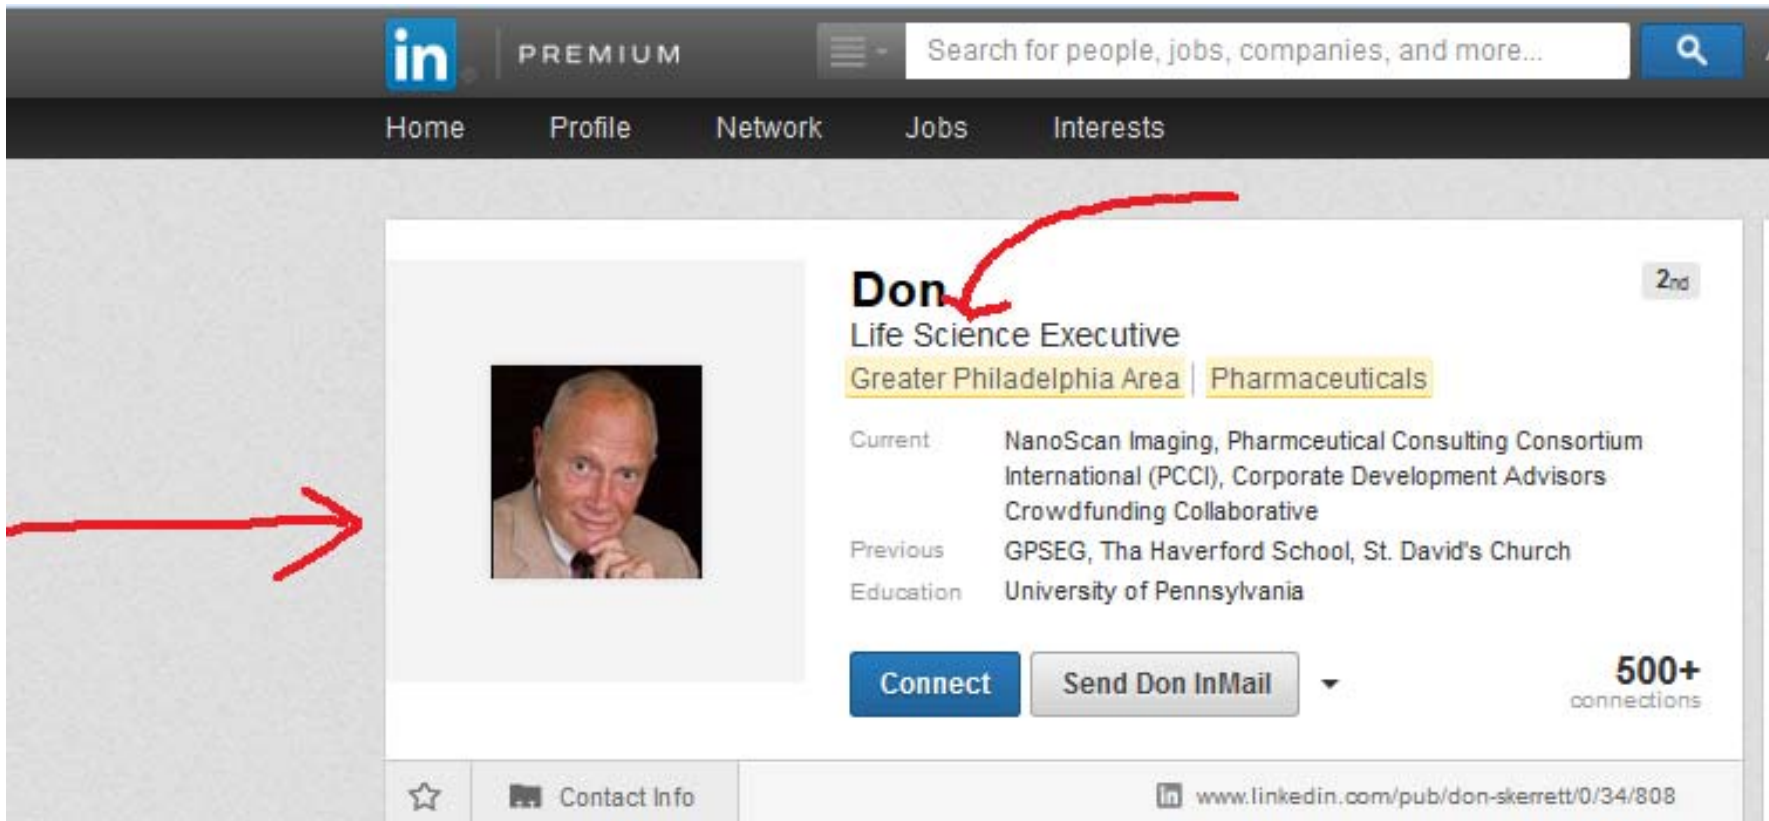 in PREMIUM Search for people, jobs, companies, and more...
Home Profile Network Jobs Interests
Don 2nd
Life Science Executive
Greater Philadelphia Area Pharmaceuticals
Current NanoScan Imaging, Pharmceutical Consulting Consortium
International (PCCI), Corporate Development Advisors
Crowdfunding Collaborative
Previous GPSEG, Tha Haverford School, St. David's Church
Education University of Pennsylvania
Connect Send Don InMail 500+
connections
Contact Info in www.linkedin.com/pub/don-skerrett/0/34/808